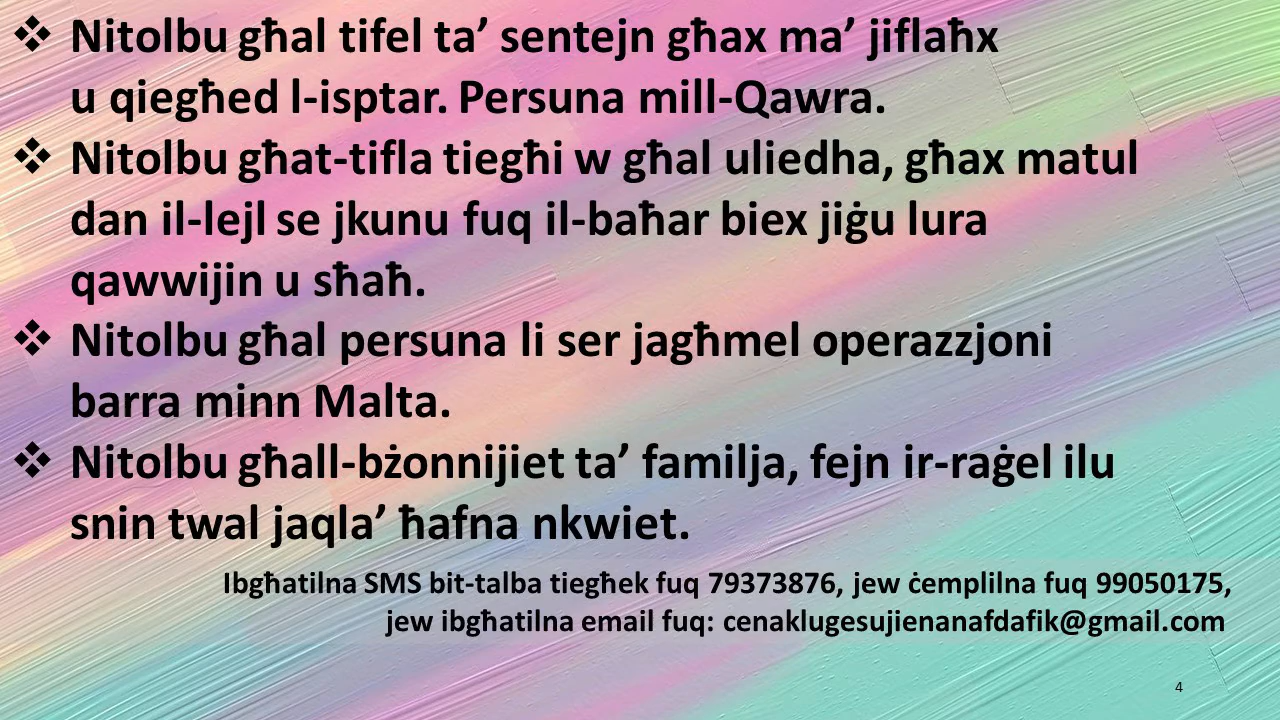 ❖ Nitolbu għal tifel ta’ sentejn għax ma’ jiflaħx
u qiegħed l-isptar. Persuna mill-Qawra.
❖ Nitolbu għat-tifla tiegħi w għal uliedha, għax matul
dan il-lejl se jkunu fuq il-baħar biex jiġu lura
qawwijin u sħaħ.
❖ Nitolbu għal persuna li ser jagħmel operazzjoni
barra minn Malta.
❖ Nitolbu għall-bżonnijiet ta’ familja, fejn ir-raġel ilu
snin twal jaqla’ ħafna nkwiet.
Ibgħatilna SMS bit-talba tiegħek fuq 79373876, jew ċemplilna fuq 99050175,
jew ibgħatilna email fuq: cenaklugesujienanafdafik@gmail.com
4